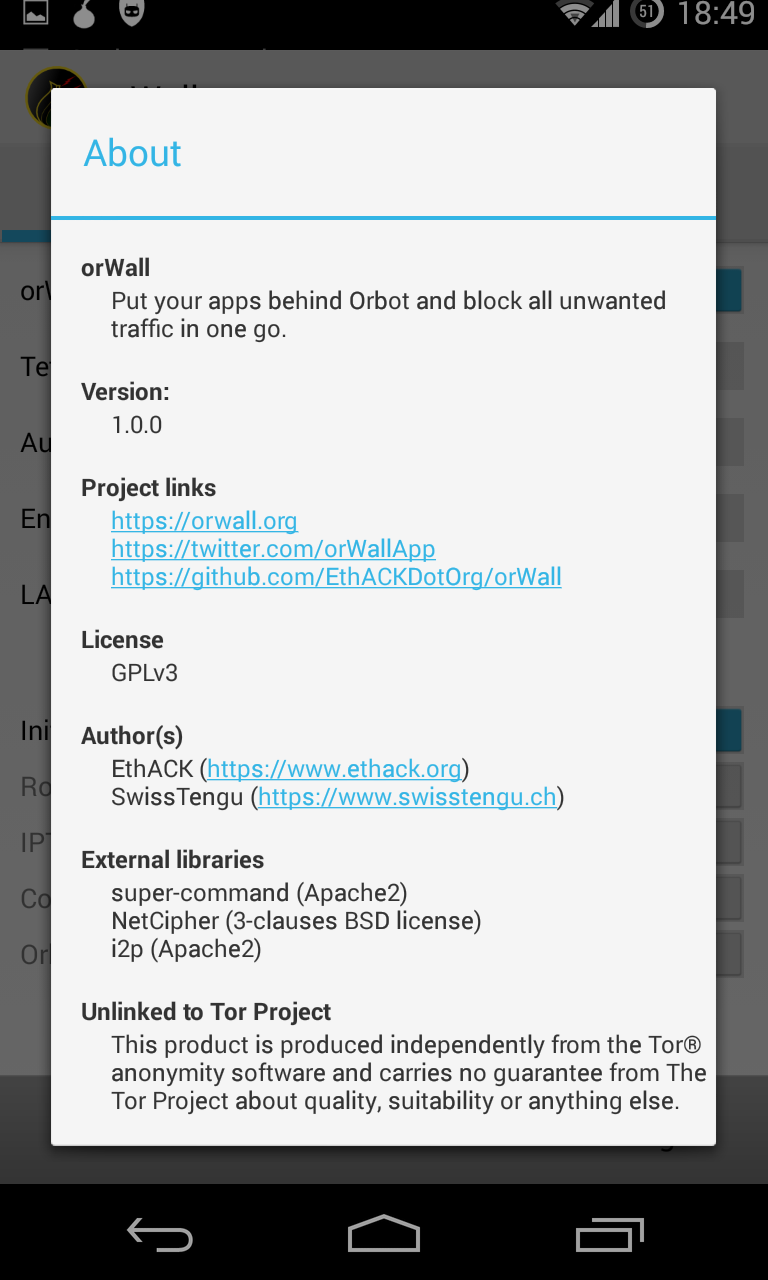 51 18:49
About
orWall
Put your apps behind Orbot and block all unwanted
traffic in one go.
Version:
1.0.0
Project links
https://orwall.org
https://twitter.com/orWallApp
https://github.com/EthACKDotOrg/orWall
License
GPLv3
Author(s)
EthACK (https://www.ethack.org)
SwissTengu (https://www.swisstengu.ch)
External libraries
super-command (Apache2)
NetCipher (3-clauses BSD license)
i2p (Apache2)
Unlinked to Tor Project
This product is produced independently from the Tor®
anonymity software and carries no guarantee from The
Tor Project about quality, suitability or anything else.